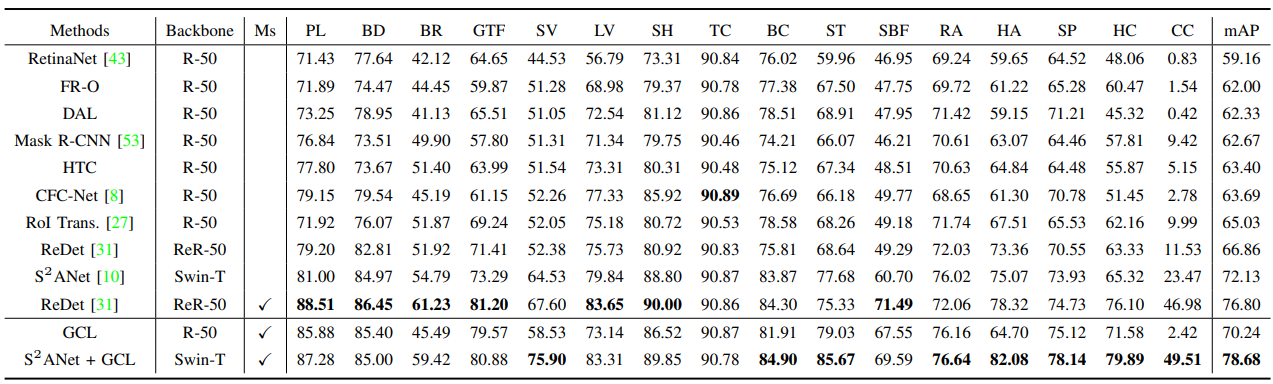 Methods Backbone Ms PL BD BR GTF SV LV SH TC BC ST SBF RA HA SP HC CC mAP
RetinaNet [43] R-50 71.43 77.64 42.12 64.65 44.53 56.79 73.31 90.84 76.02 59.96 46.95 69.24 59.65 64.52 48.06 0.83 59.16
FR-O R-50 71.89 74.47 44.45 59.87 51.28 68.98 79.37 90.78 77.38 67.50 47.75 69.72 61.22 65.28 60.47 1.54 62.00
DAL R-50 73.25 78.95 41.13 65.51 51.05 72.54 81.12 90.86 78.51 68.91 47.95 71.42 59.15 71.21 45.32 0.42 62.33
Mask R-CNN [53] R-50 76.84 73.51 49.90 57.80 51.31 71.34 79.75 90.46 74.21 66.07 46.21 70.61 63.07 64.46 57.81 9.42 62.67
HTC R-50 77.80 73.67 51.40 63.99 51.54 73.31 80.31 90.48 75.12 67.34 48.51 70.63 64.84 64.48 55.87 5.15 63.40
CFC-Net [8] R-50 79.15 79.54 45.19 61.15 52.26 77.33 85.92 90.89 76.69 66.18 49.77 68.65 61.30 70.78 51.45 2.78 63.69
RoI Trans. [27] R-50 71.92 76.07 51.87 69.24 52.05 75.18 80.72 90.53 78.58 68.26 49.18 71.74 67.51 65.53 62.16 9.99 65.03
ReDet [31] ReR-50 79.20 82.81 51.92 71.41 52.38 75.73 80.92 90.83 75.81 68.64 49.29 72.03 73.36 70.55 63.33 11.53 66.86
S²ANet [10] Swin-T 81.00 84.97 54.79 73.29 64.53 79.84 88.80 90.87 83.87 77.68 60.70 76.02 75.07 73.93 65.32 23.47 72.13
ReDet [31] ReR-50 ✓ 88.51 86.45 61.23 81.20 67.60 83.65 90.00 90.86 84.30 75.33 71.49 72.06 78.32 74.73 76.10 46.98 76.80
GCL R-50 ✓ 85.88 85.40 45.49 79.57 58.53 73.14 86.52 90.87 81.91 79.03 67.55 76.16 64.70 75.12 71.58 2.42 70.24
S²ANet + GCL Swin-T ✓ 87.28 85.00 59.42 80.88 75.90 83.31 89.85 90.78 84.90 85.67 69.59 76.64 82.08 78.14 79.89 49.51 78.68